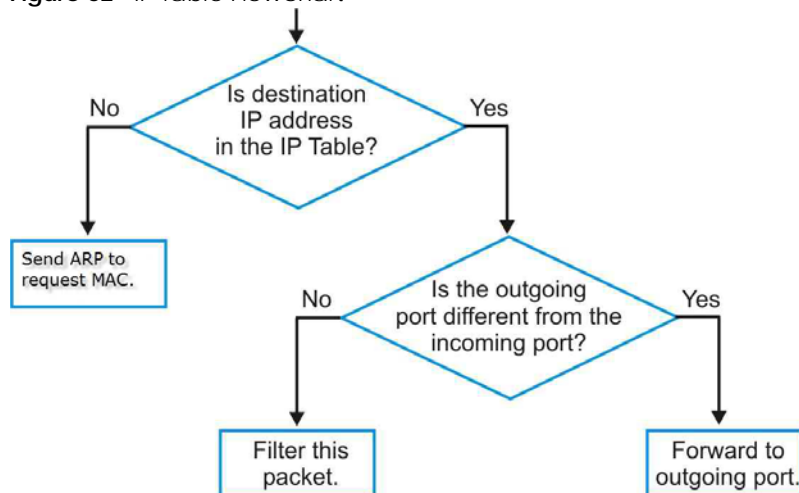 Is destination
IP address
in the IP Table?
No
Yes
Send ARP to
request MAC.
Is the outgoing
port different from the
incoming port?
No
Yes
Filter this
packet.
Forward to
outgoing port.